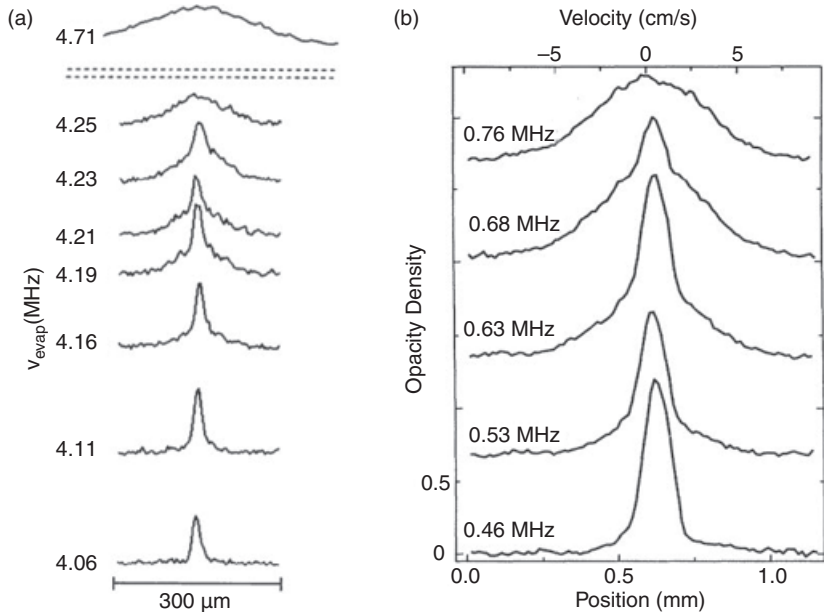 (a)
4.71
4.25
4.23
4.21
4.19
4.16
4.11
4.06
νevap(MHz)
300 μm
(b)
Velocity (cm/s)
−5 0 5
0.76 MHz
0.68 MHz
0.63 MHz
0.53 MHz
0.46 MHz
Opacity Density
0.5
0
0.0 0.5 1.0
Position (mm)